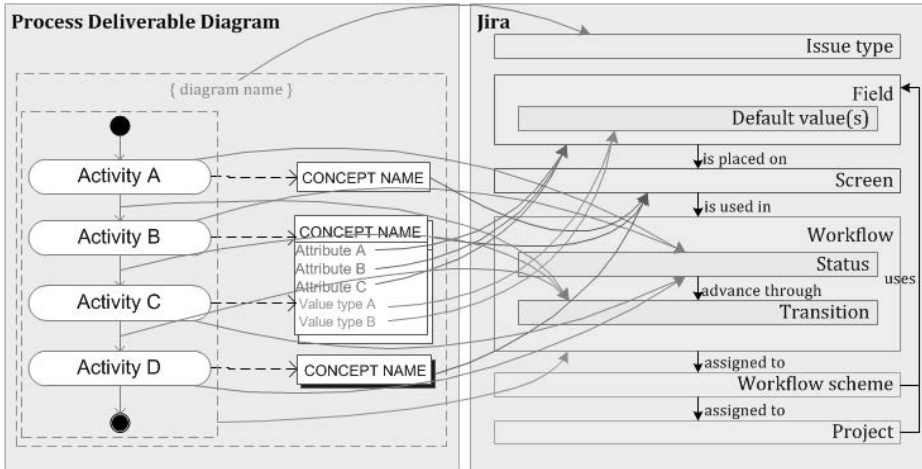 Process Deliverable Diagram
{ diagram name }
Activity A
CONCEPT NAME
Activity B
CONCEPT NAME
Attribute A
Attribute B
Attribute C
Value type A
Value type B
Activity C
Activity D
CONCEPT NAME
Jira
Issue type
Field
Default value(s)
is placed on
Screen
is used in
Workflow
Status
advance through
Transition
uses
assigned to
Workflow scheme
assigned to
Project